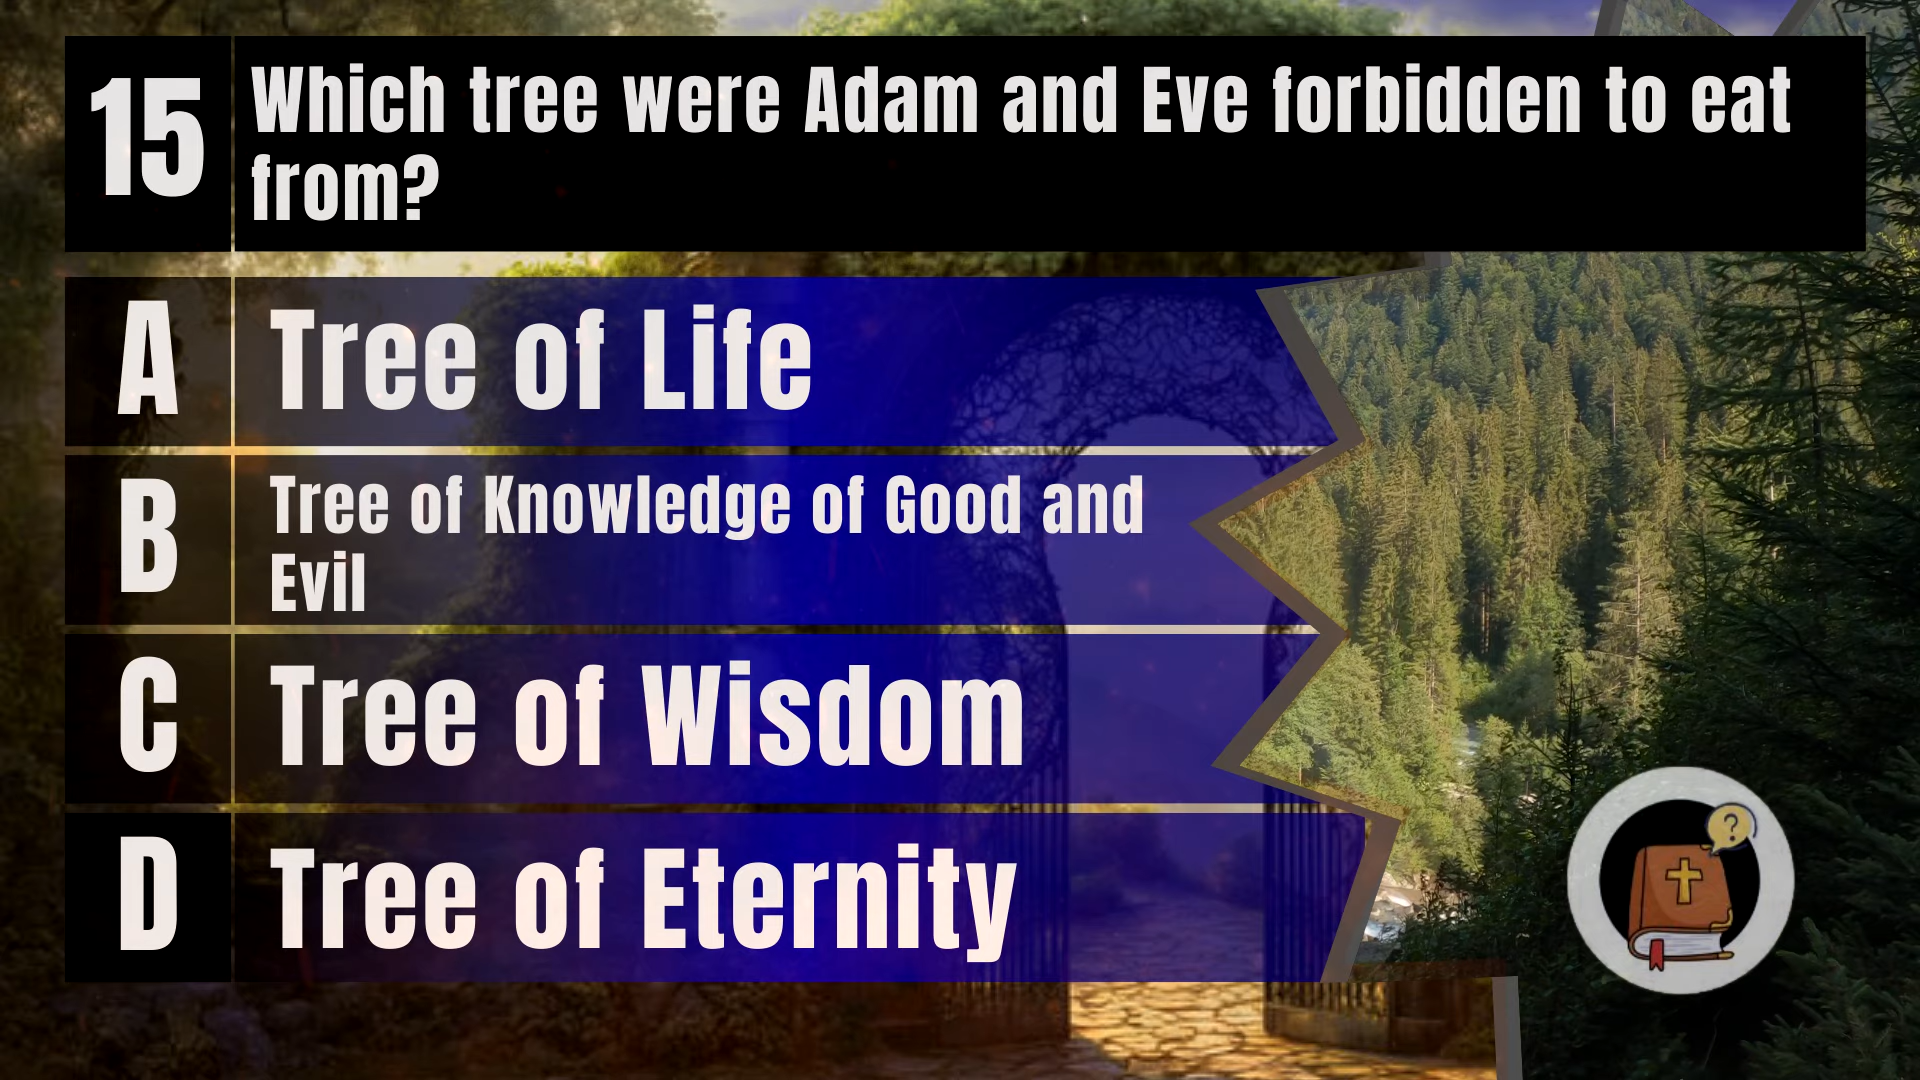 15
Which tree were Adam and Eve forbidden to eat
from?
A
Tree of Life
B
Tree of Knowledge of Good and
Evil
C
Tree of Wisdom
D
Tree of Eternity
?